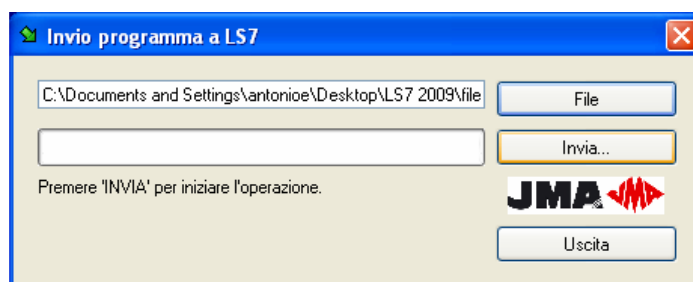 Invio programma a LS7
C:\Documents and Settings\antonioe\Desktop\LS7 2009\file
File
Invia...
Premere 'INVIA' per iniziare l'operazione.
JMA JMA
Uscita